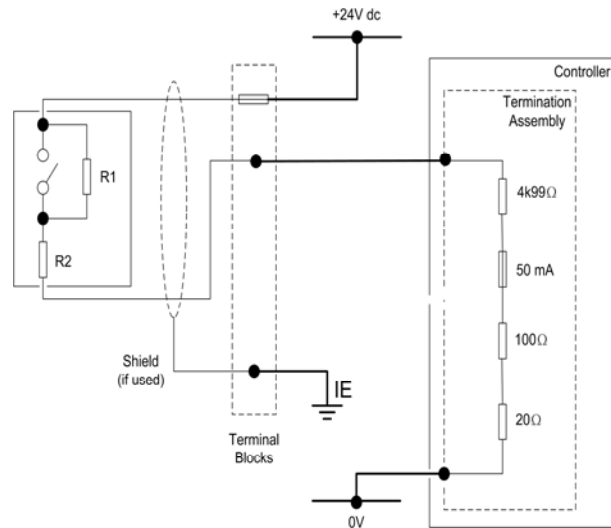 +24V dc
Controller
Termination
Assembly
R1
4k99Ω
R2
50 mA
100Ω
Shield
(if used)
IE
20Ω
Terminal
Blocks
0V